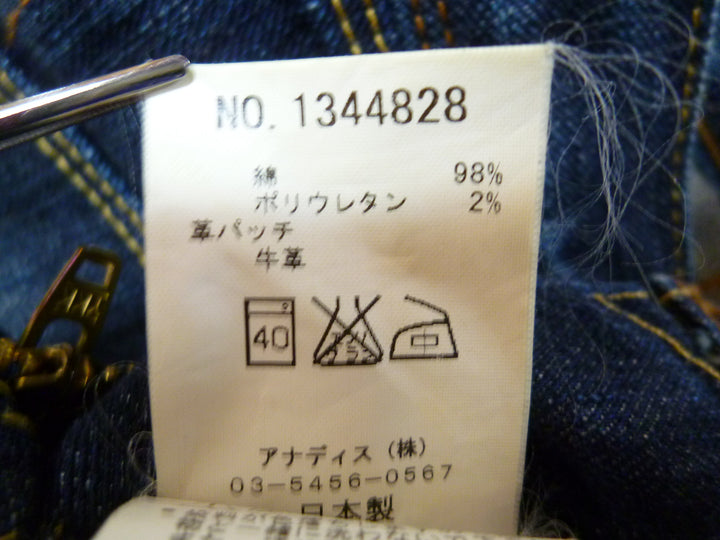 NO. 1344828
綿 98%
ポリウレタン 2%
革パッチ
牛革
40
中
アナディス（株）
03-5456-0567
日本製
YKK